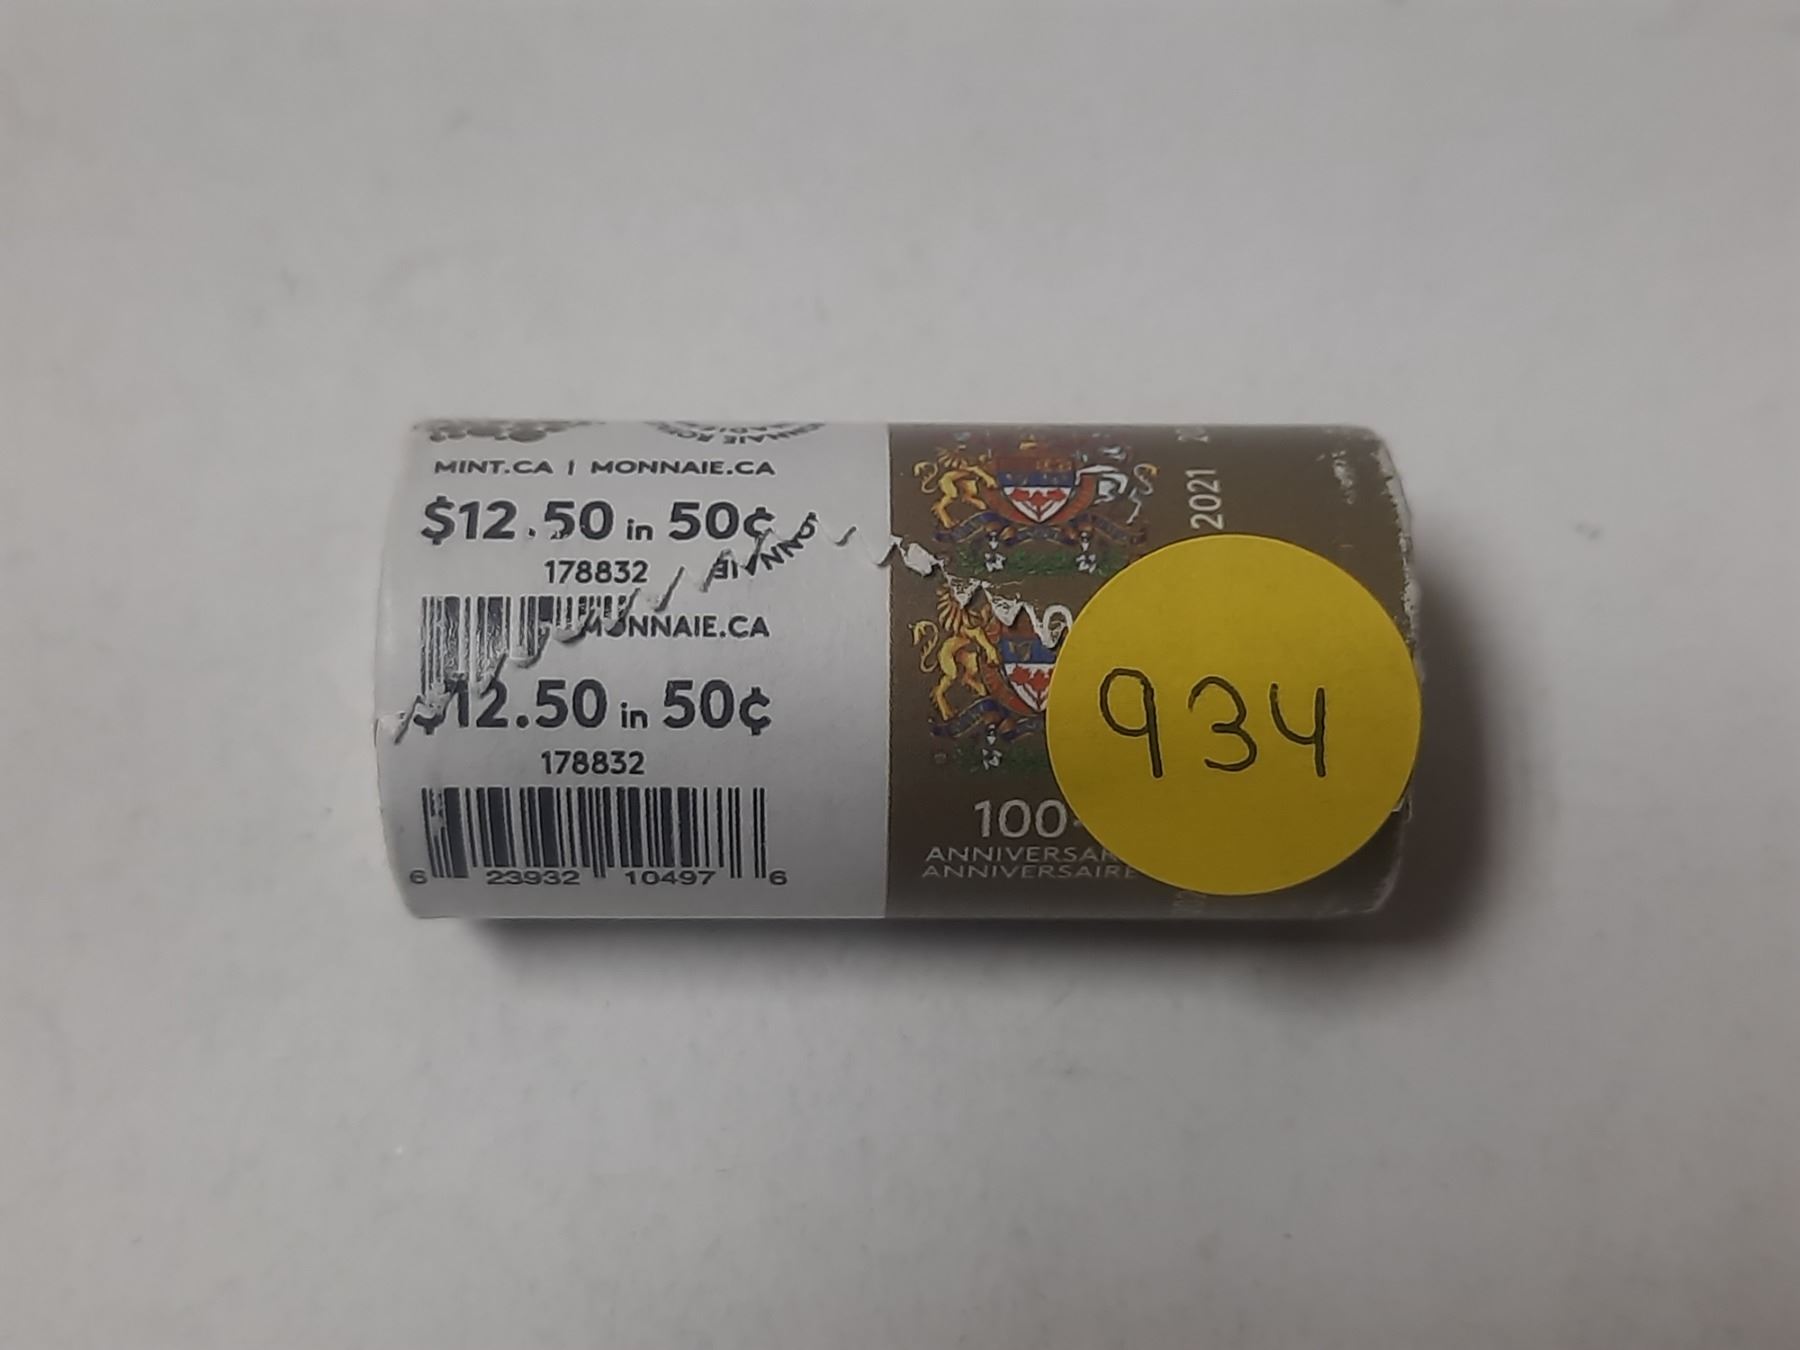 MINT.CA | MONNAIE.CA
$12.50 in 50¢
178832
MONNAIE.CA
$12.50 in 50¢
178832
6 23932 10497 6
2021
100
ANNIVERSAIRE
934